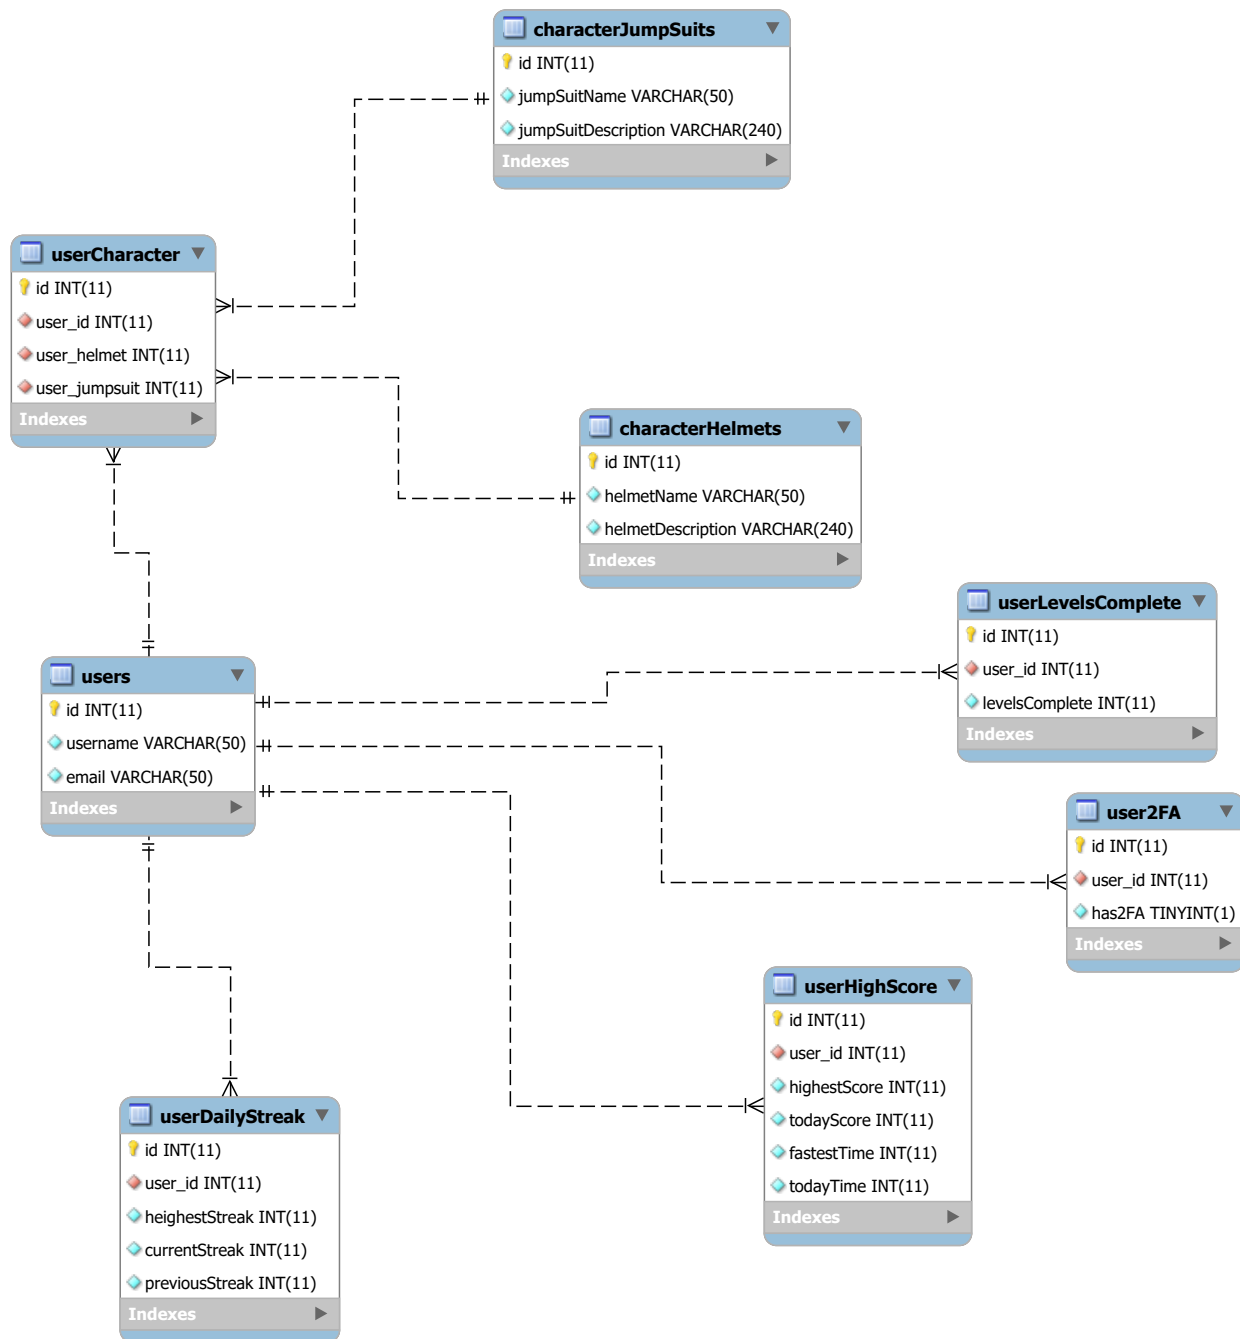 characterJumpSuits
id INT(11)
jumpSuitName VARCHAR(50)
jumpSuitDescription VARCHAR(240)
Indexes
userCharacter
id INT(11)
user_id INT(11)
user_helmet INT(11)
user_jumpsuit INT(11)
Indexes
characterHelmets
id INT(11)
helmetName VARCHAR(50)
helmetDescription VARCHAR(240)
Indexes
userLevelsComplete
id INT(11)
user_id INT(11)
levelsComplete INT(11)
Indexes
users
id INT(11)
username VARCHAR(50)
email VARCHAR(50)
Indexes
user2FA
id INT(11)
user_id INT(11)
has2FA TINYINT(1)
Indexes
userHighScore
id INT(11)
user_id INT(11)
highestScore INT(11)
todayScore INT(11)
fastestTime INT(11)
todayTime INT(11)
Indexes
userDailyStreak
id INT(11)
user_id INT(11)
heighestStreak INT(11)
currentStreak INT(11)
previousStreak INT(11)
Indexes